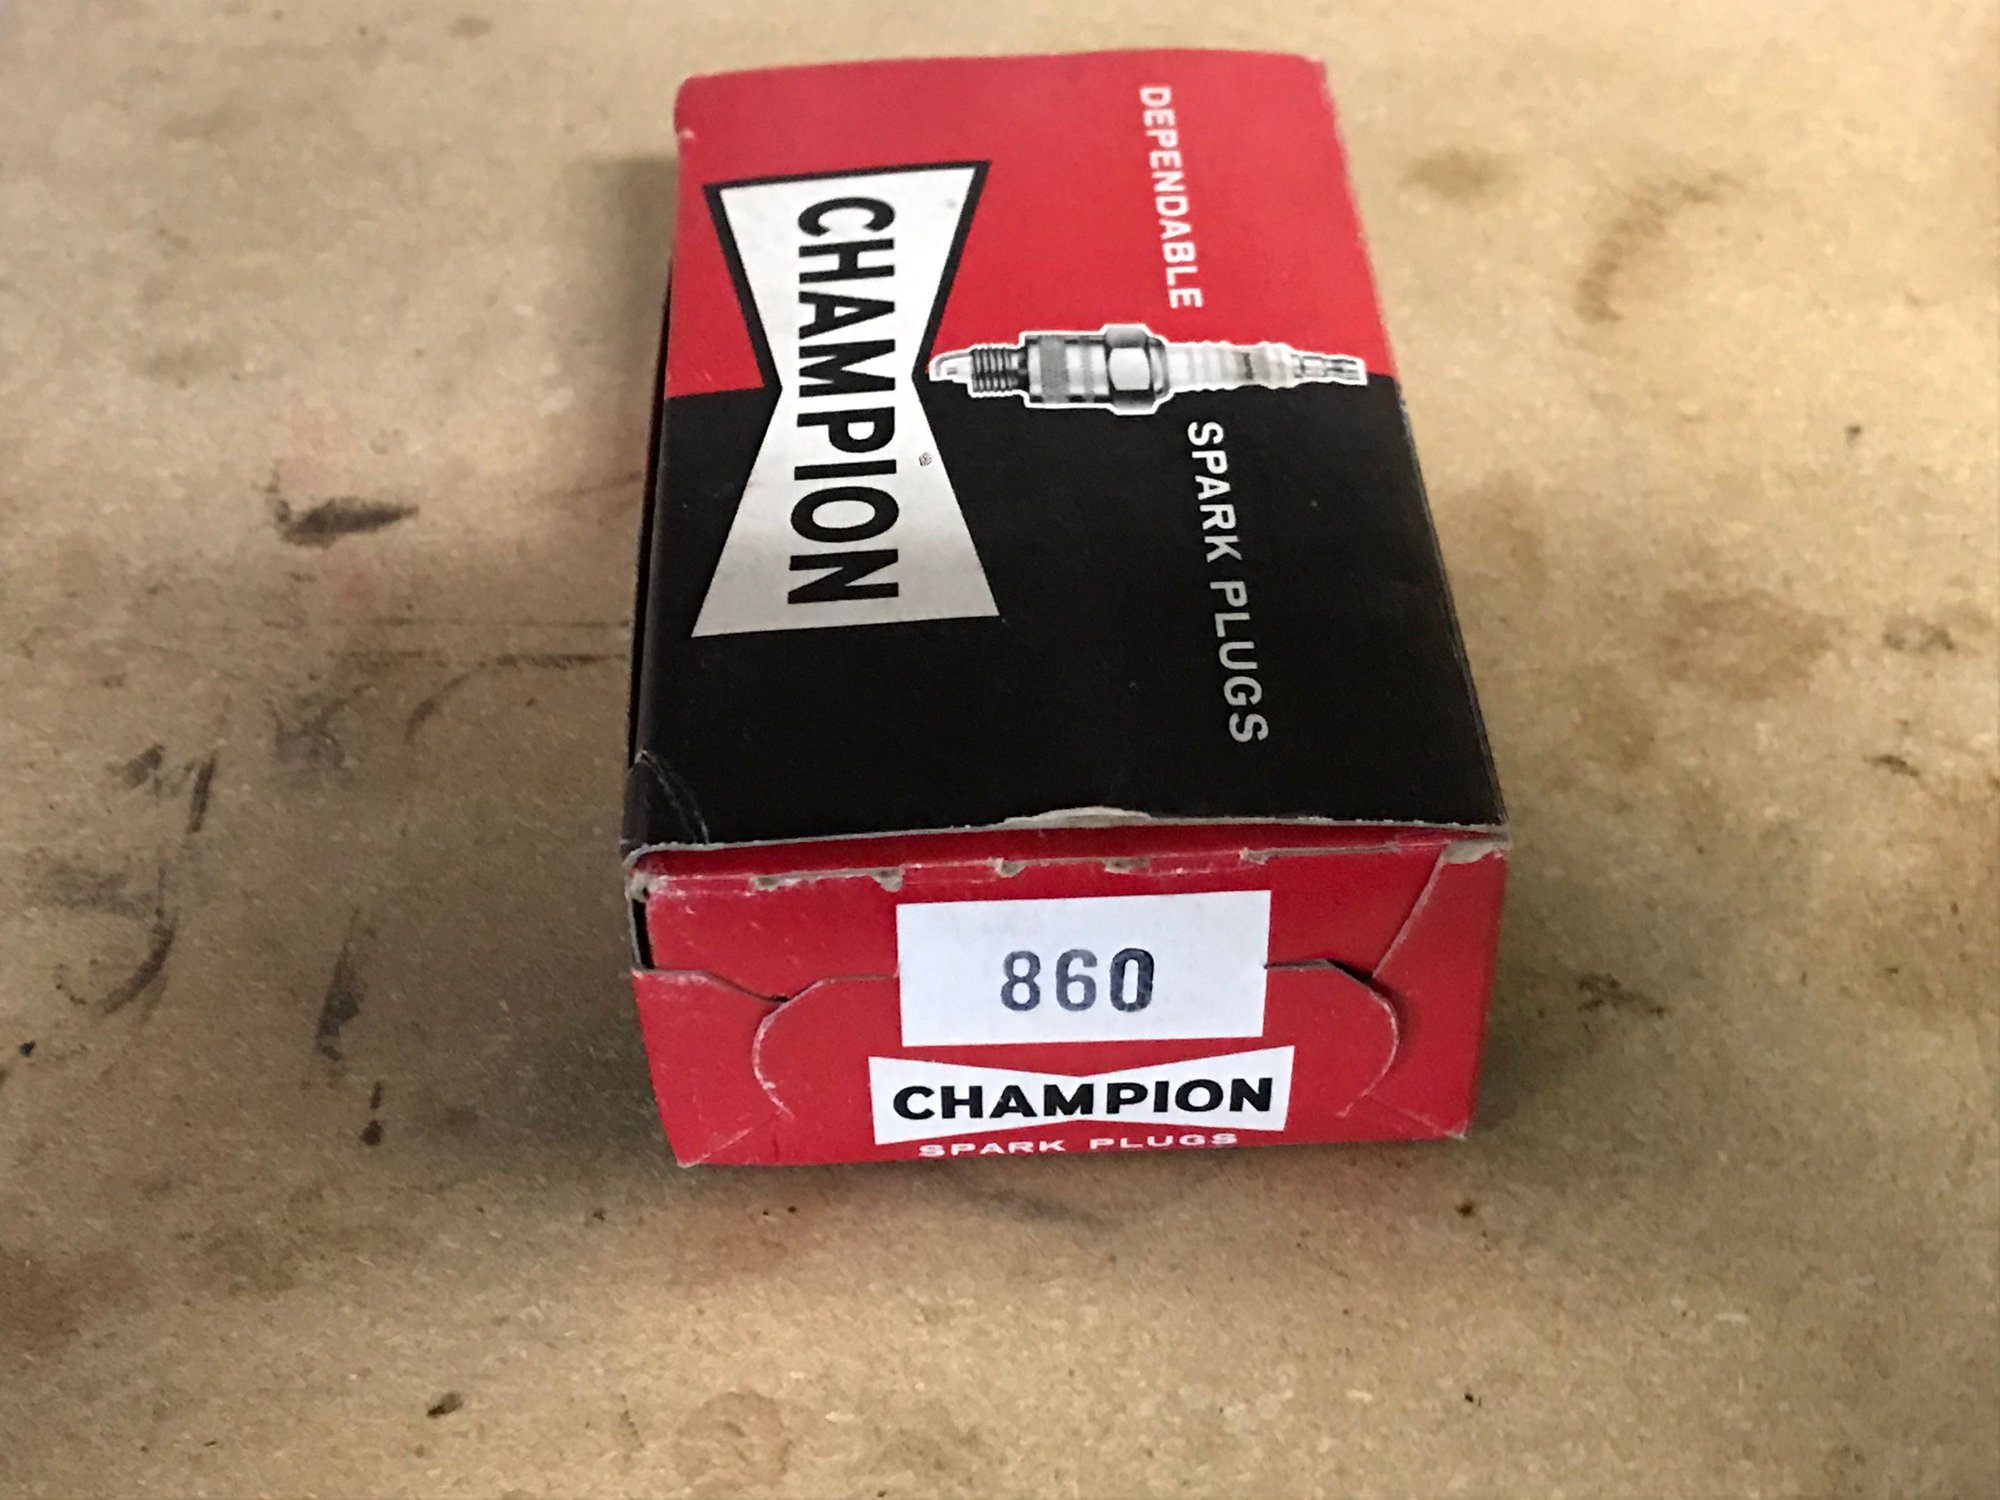 CHAMPION
DEPENDABLE
SPARK PLUGS
860
CHAMPION
SPARK PLUGS